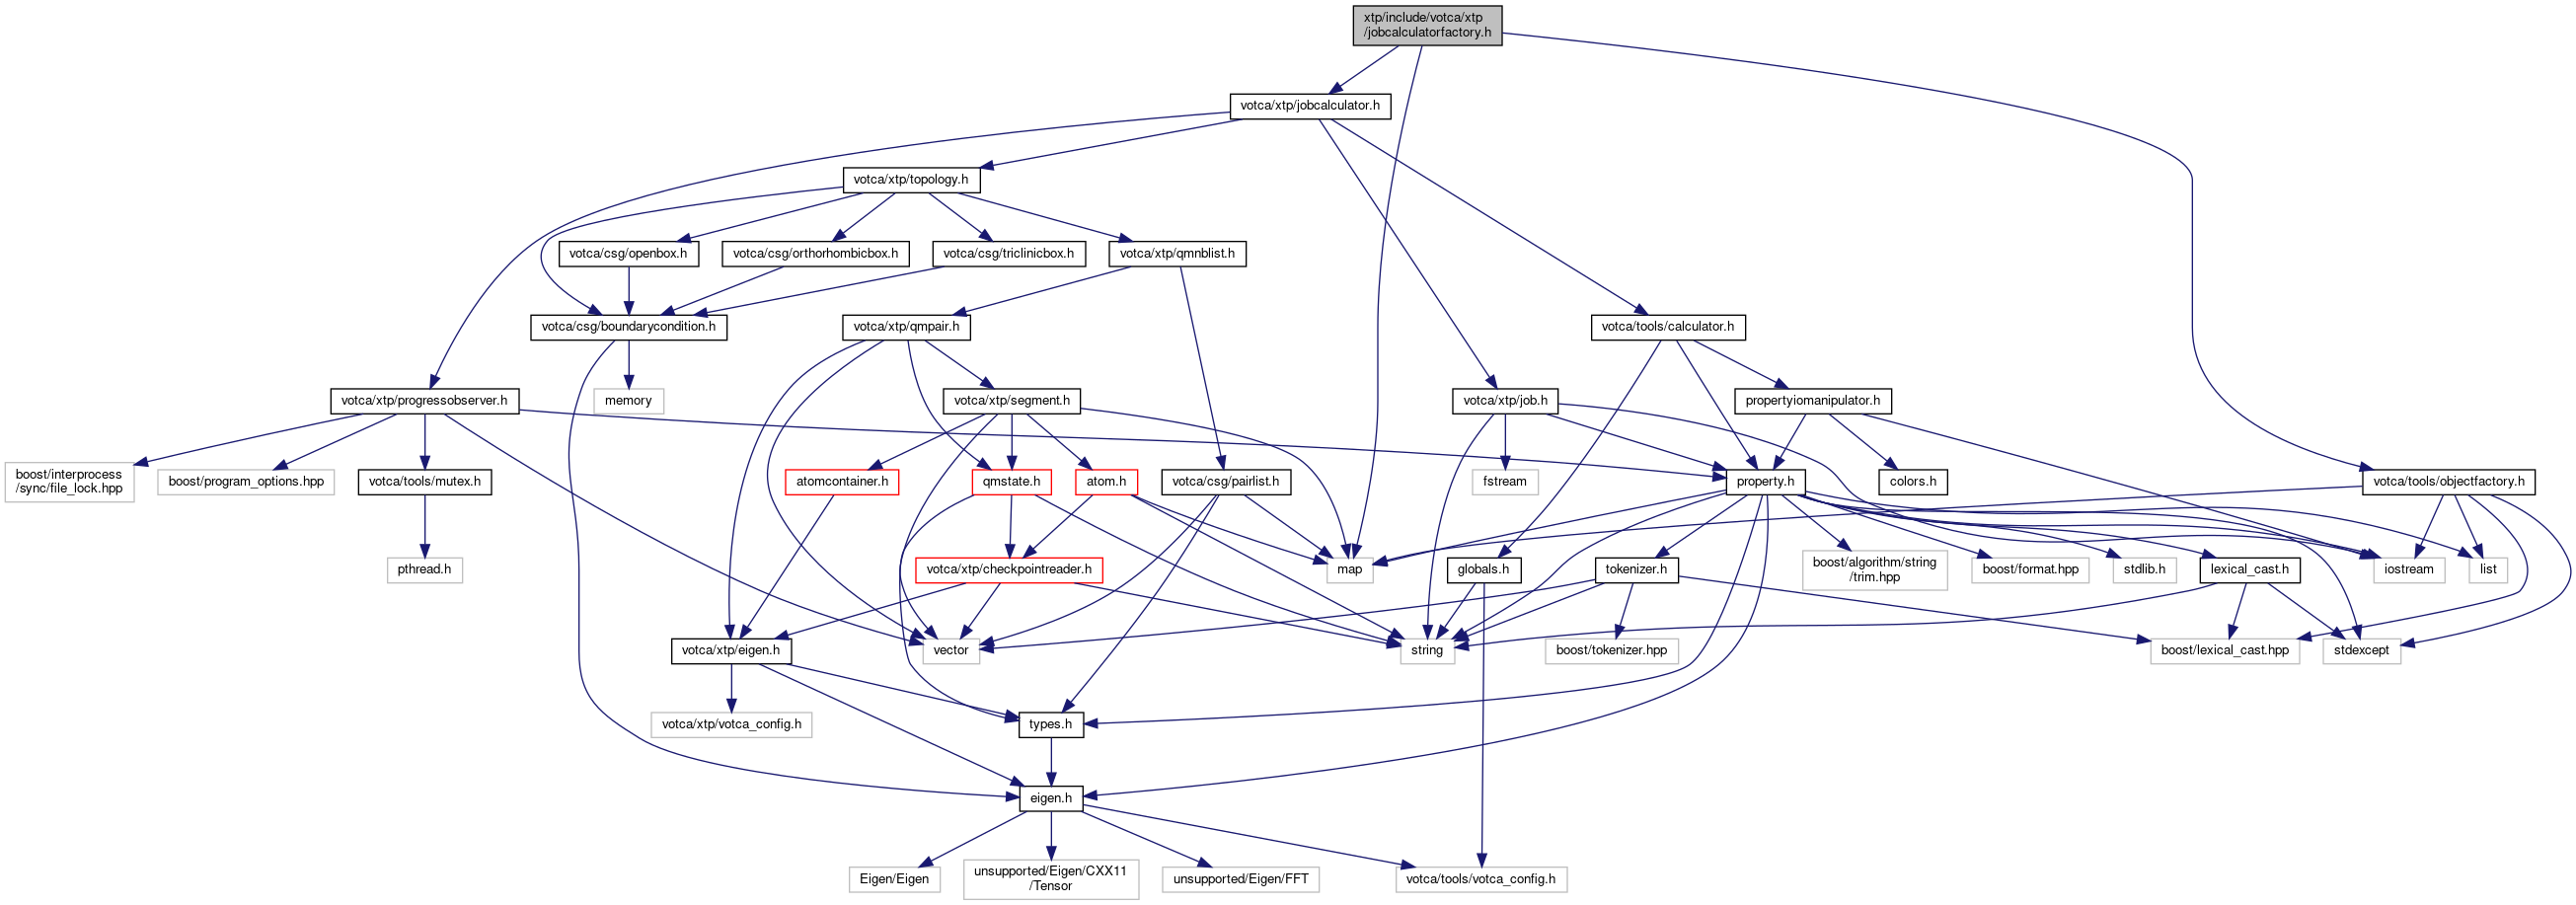 xtp/include/votca/xtp
/jobcalculatorfactory.h
votca/xtp/jobcalculator.h
votca/xtp/topology.h
votca/csg/openbox.h
votca/csg/orthorhombicbox.h
votca/csg/triclinicbox.h
votca/xtp/qmnblist.h
votca/csg/boundarycondition.h
votca/xtp/qmpair.h
votca/tools/calculator.h
votca/xtp/progressobserver.h
memory
votca/xtp/segment.h
votca/xtp/job.h
propertyiomanipulator.h
boost/interprocess
/sync/file_lock.hpp
boost/program_options.hpp
votca/tools/mutex.h
atomcontainer.h
qmstate.h
atom.h
votca/csg/pairlist.h
fstream
property.h
colors.h
votca/tools/objectfactory.h
pthread.h
votca/xtp/checkpointreader.h
map
globals.h
tokenizer.h
boost/algorithm/string
/trim.hpp
boost/format.hpp
stdlib.h
lexical_cast.h
iostream
list
votca/xtp/eigen.h
vector
string
boost/tokenizer.hpp
boost/lexical_cast.hpp
stdexcept
votca/xtp/votca_config.h
types.h
eigen.h
Eigen/Eigen
unsupported/Eigen/CXX11
/Tensor
unsupported/Eigen/FFT
votca/tools/votca_config.h